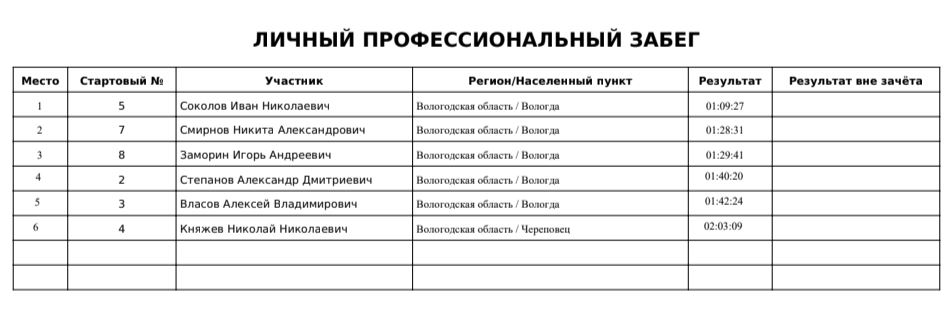 ЛИЧНЫЙ ПРОФЕССИОНАЛЬНЫЙ ЗАБЕГ
Место Стартовый № Участник Регион/Населенный пункт Результат Результат вне зачёта
1 5 Соколов Иван Николаевич Вологодская область / Вологда 01:09:27
2 7 Смирнов Никита Александрович Вологодская область / Вологда 01:28:31
3 8 Заморин Игорь Андреевич Вологодская область / Вологда 01:29:41
4 2 Степанов Александр Дмитриевич Вологодская область / Вологда 01:40:20
5 3 Власов Алексей Владимирович Вологодская область / Вологда 01:42:24
6 4 Княжев Николай Николаевич Вологодская область / Череповец 02:03:09